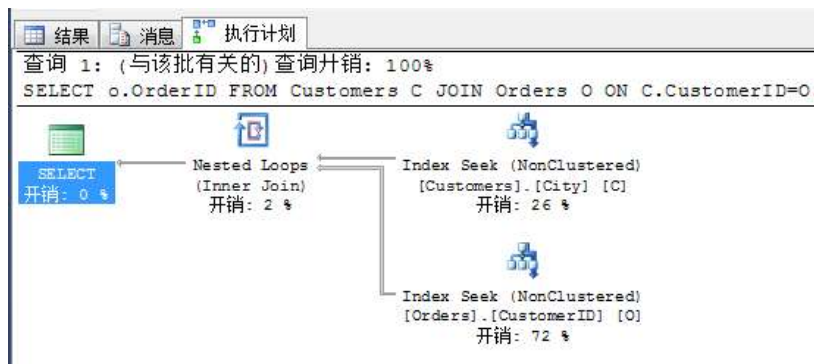 结果 消息 执行计划
查询 1: (与该批有关的)查询开销: 100%
SELECT o.OrderID FROM Customers C JOIN Orders O ON C.CustomerID=O
SELECT
开销: 0 %
Nested Loops
(Inner Join)
开销: 2 %
Index Seek (NonClustered)
[Customers].[City] [C]
开销: 26 %
Index Seek (NonClustered)
[Orders].[CustomerID] [O]
开销: 72 %